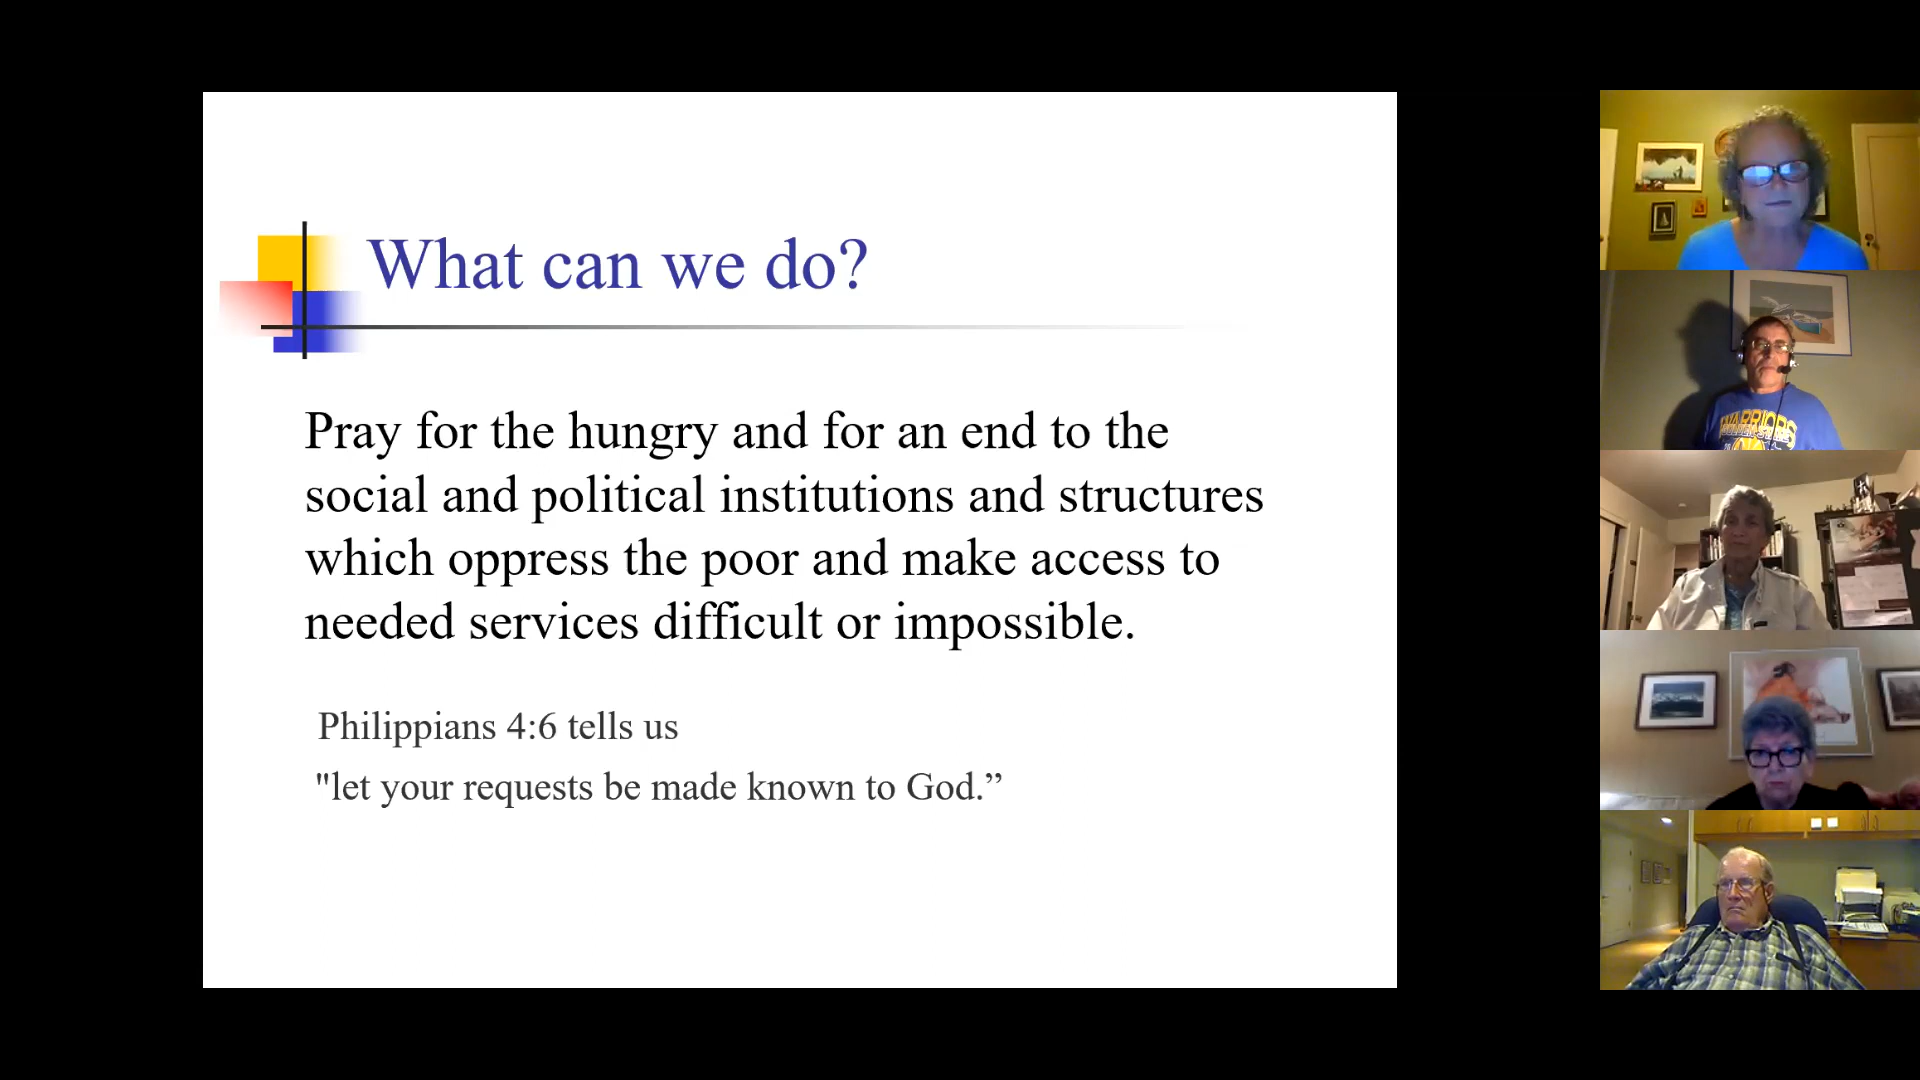 What can we do?
Pray for the hungry and for an end to the
social and political institutions and structures
which oppress the poor and make access to
needed services difficult or impossible.
Philippians 4:6 tells us
"let your requests be made known to God.”
WARRIORS